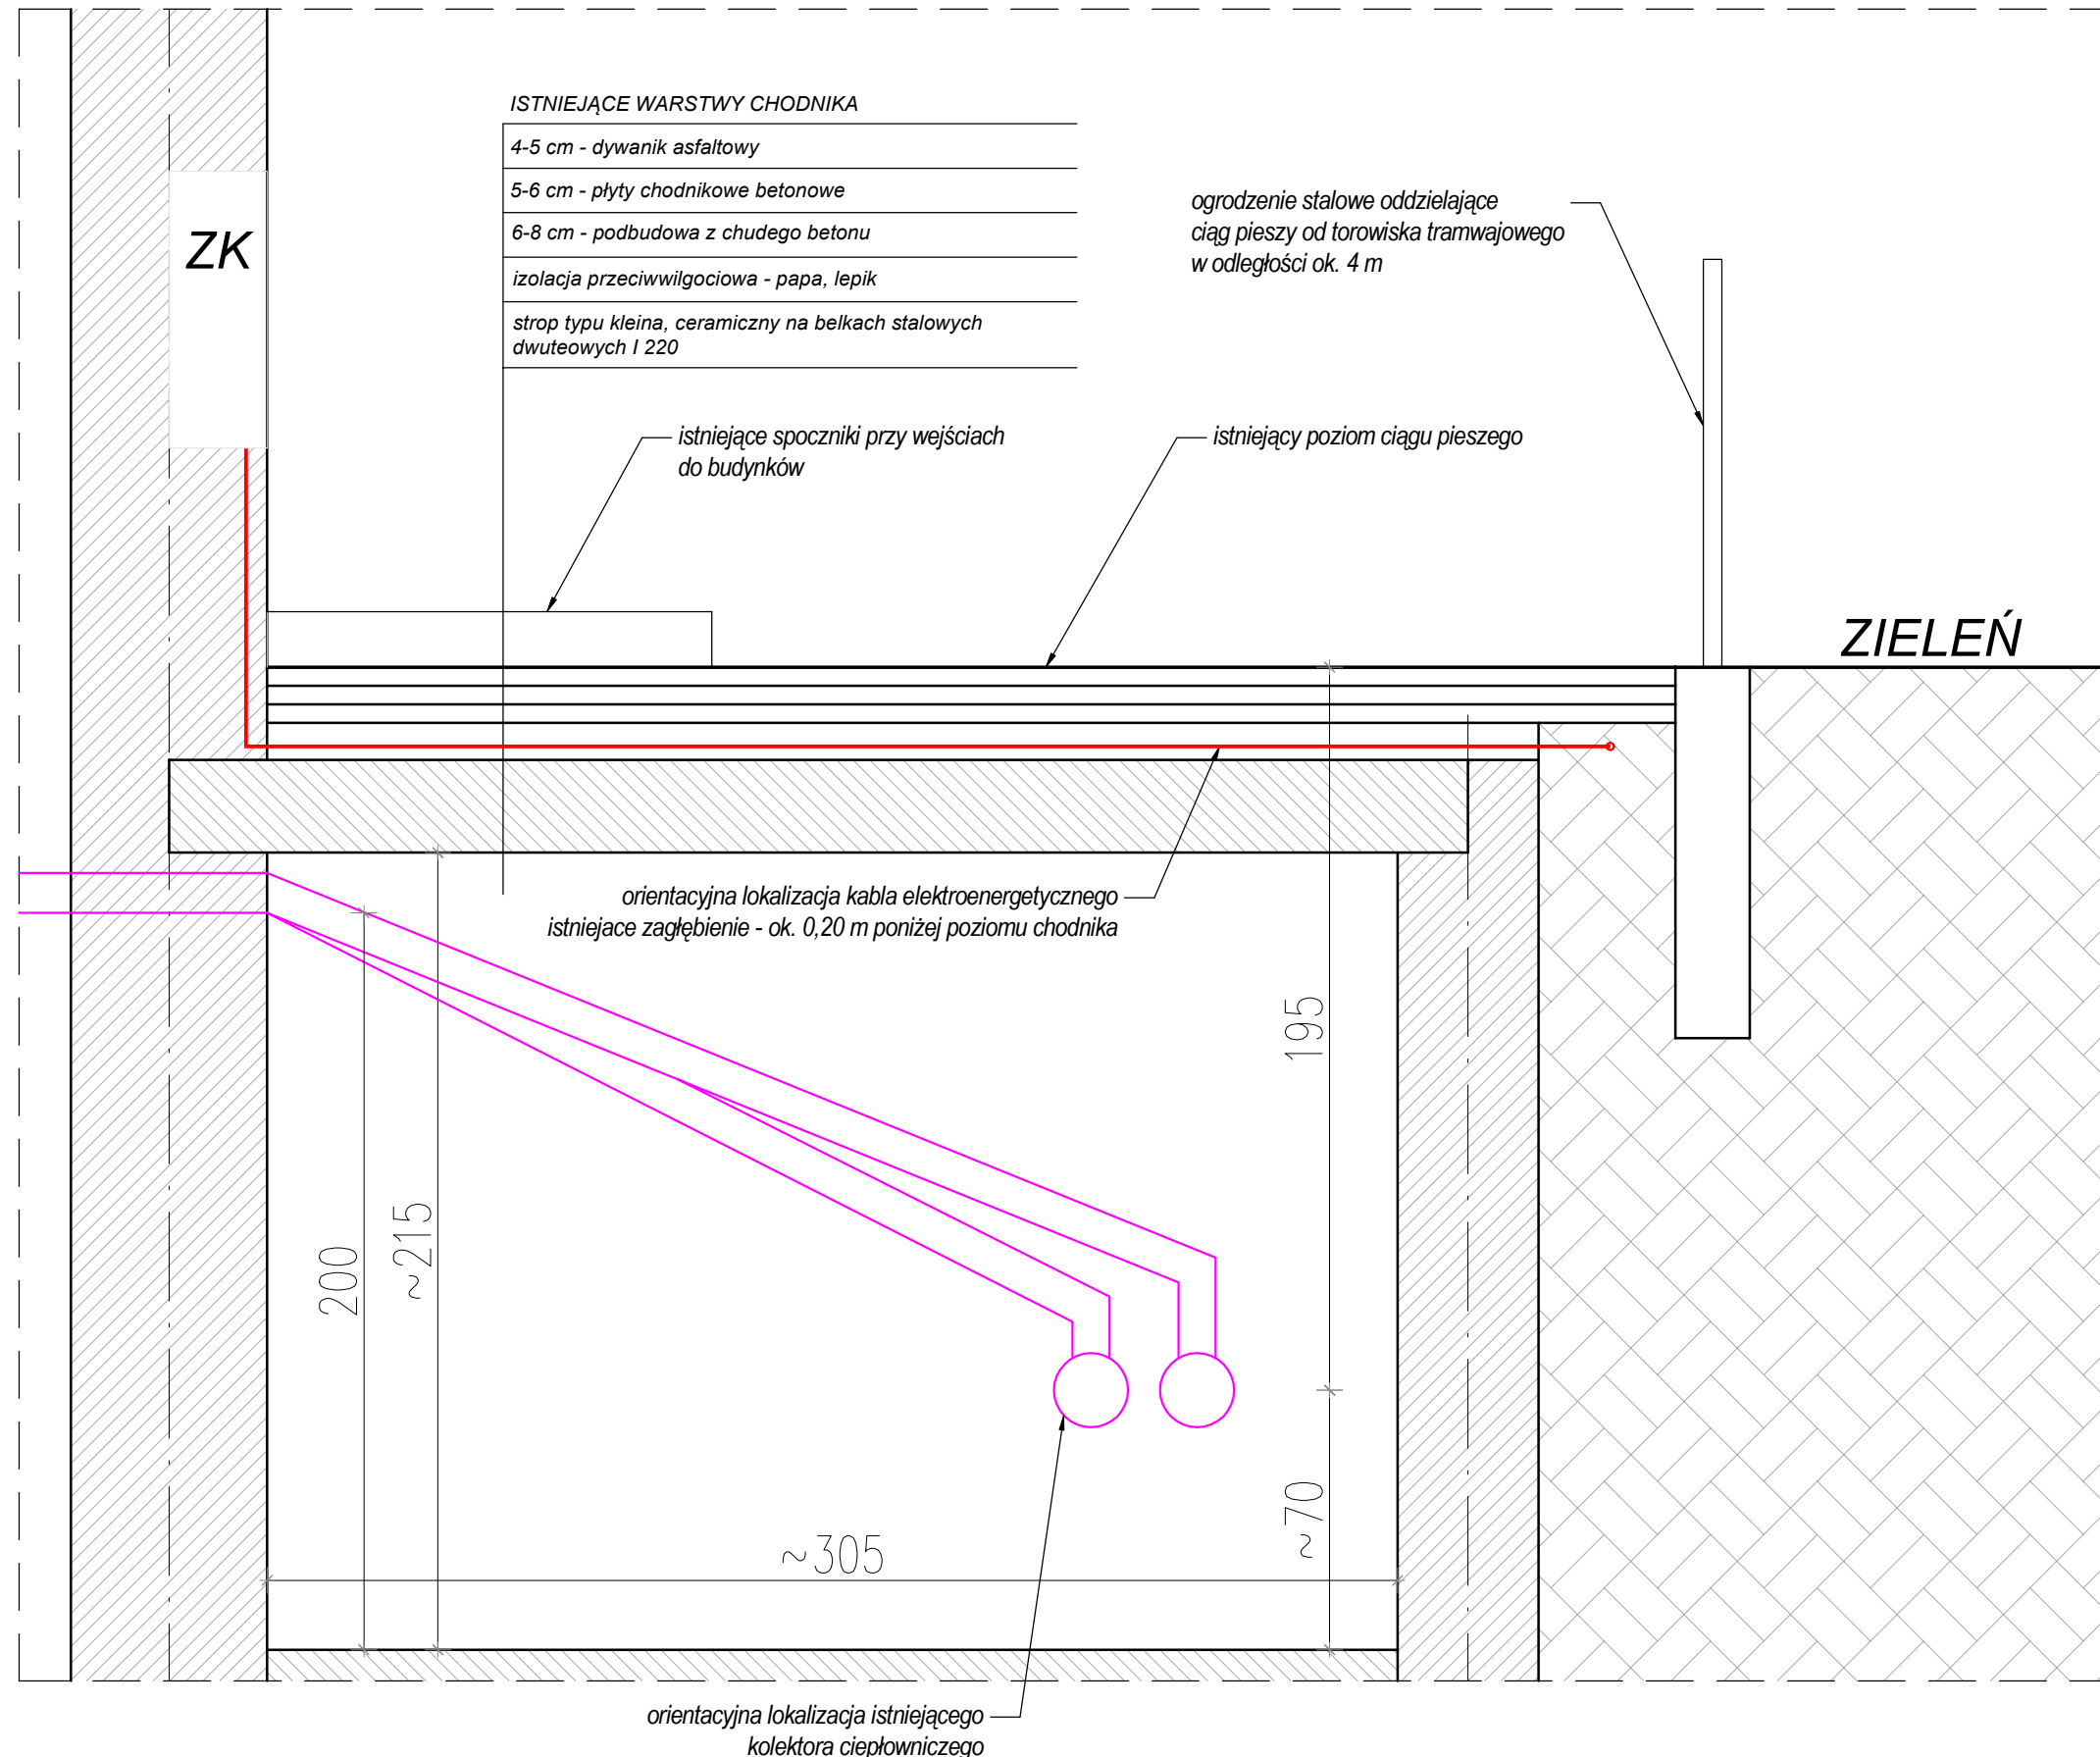 ISTNIEJĄCE WARSTWY CHODNIKA
4-5 cm - dywanik asfaltowy
5-6 cm - płyty chodnikowe betonowe
6-8 cm - podbudowa z chudego betonu
izolacja przeciwwilgociowa - papa, lepik
strop typu kleina, ceramiczny na belkach stalowych
dwuteowych I 220
ogrodzenie stalowe oddzielające
ciąg pieszy od torowiska tramwajowego
w odległości ok. 4 m
ZK
istniejące spoczniki przy wejściach
do budynków
istniejący poziom ciągu pieszego
ZIELEŃ
orientacyjna lokalizacja kabla elektroenergetycznego
istniejace zagłębienie - ok. 0,20 m poniżej poziomu chodnika
195
200
~215
~70
~305
orientacyjna lokalizacja istniejącego
kolektora ciepłowniczego